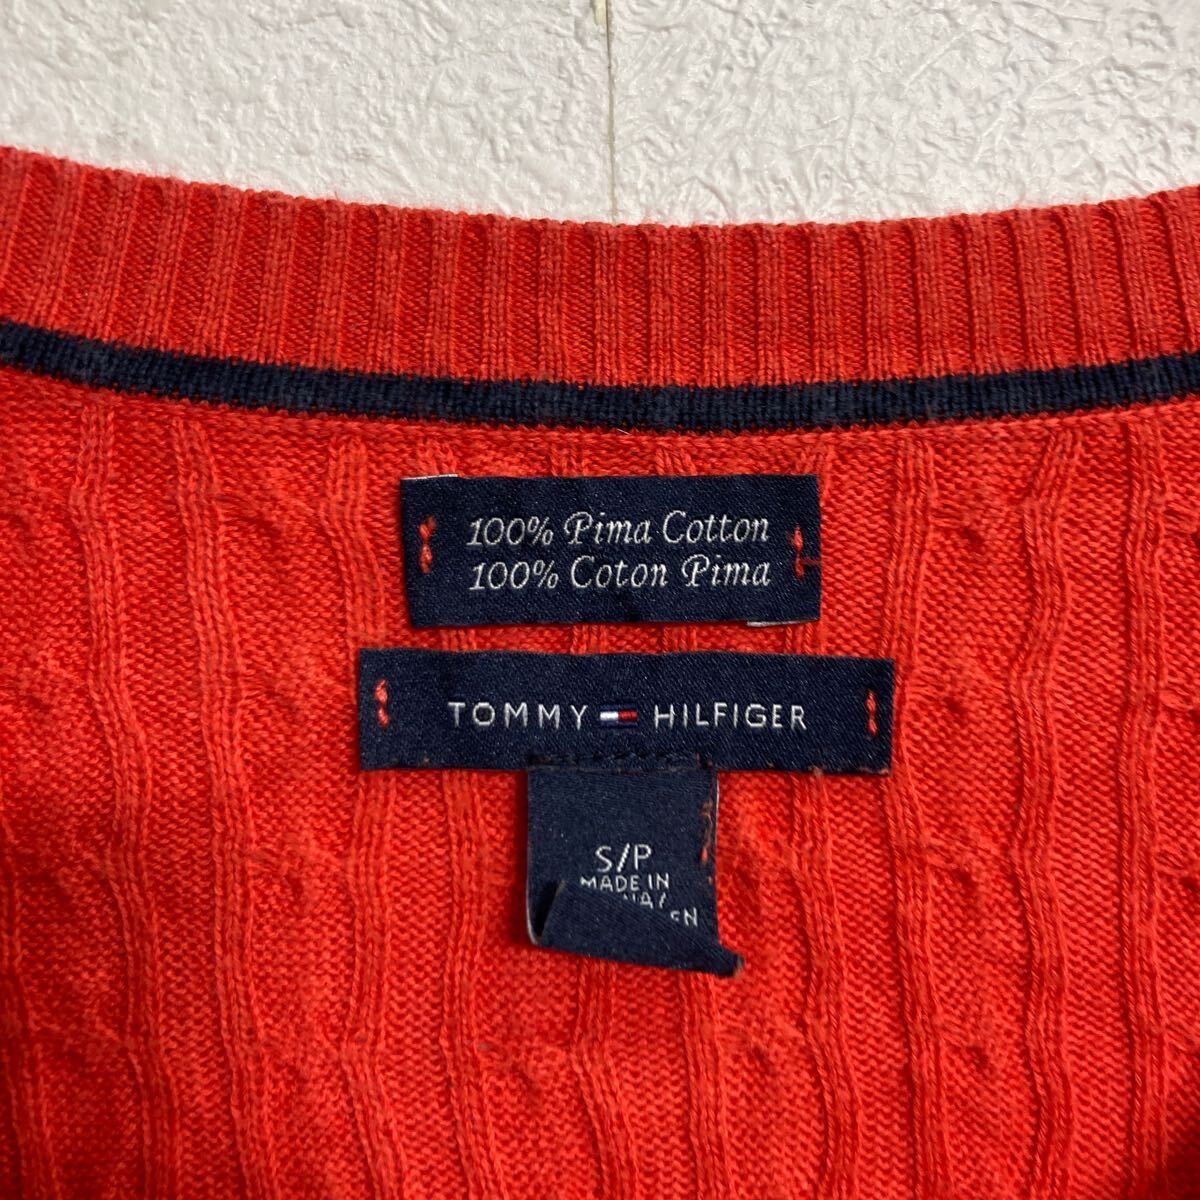 100% Pima Cotton
100% Coton Pima
TOMMY HILFIGER
S/P
MADE IN